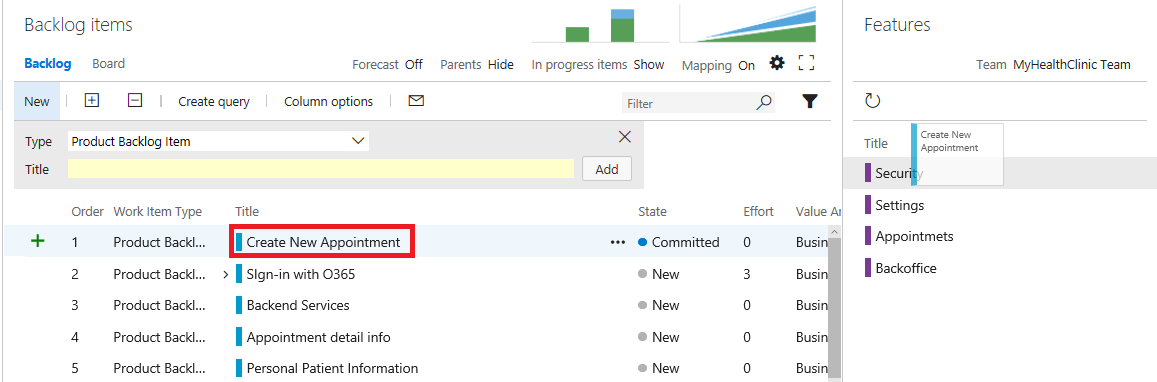 Backlog items
Backlog Board Forecast Off Parents Hide In progress items Show Mapping On
New Create query Column options Filter
Type Product Backlog Item
Title Add
Order Work Item Type Title State Effort Value Ar
1 Product Backl... Create New Appointment ... Committed 0 Busin
2 Product Backl... SIgn-in with O365 New 3 Busin
3 Product Backl... Backend Services New 0 Busin
4 Product Backl... Appointment detail info New 0 Busin
5 Product Backl... Personal Patient Information New 0 Busin
Features
Team MyHealthClinic Team
Title
Create New
Appointment
Security
Settings
Appointmets
Backoffice